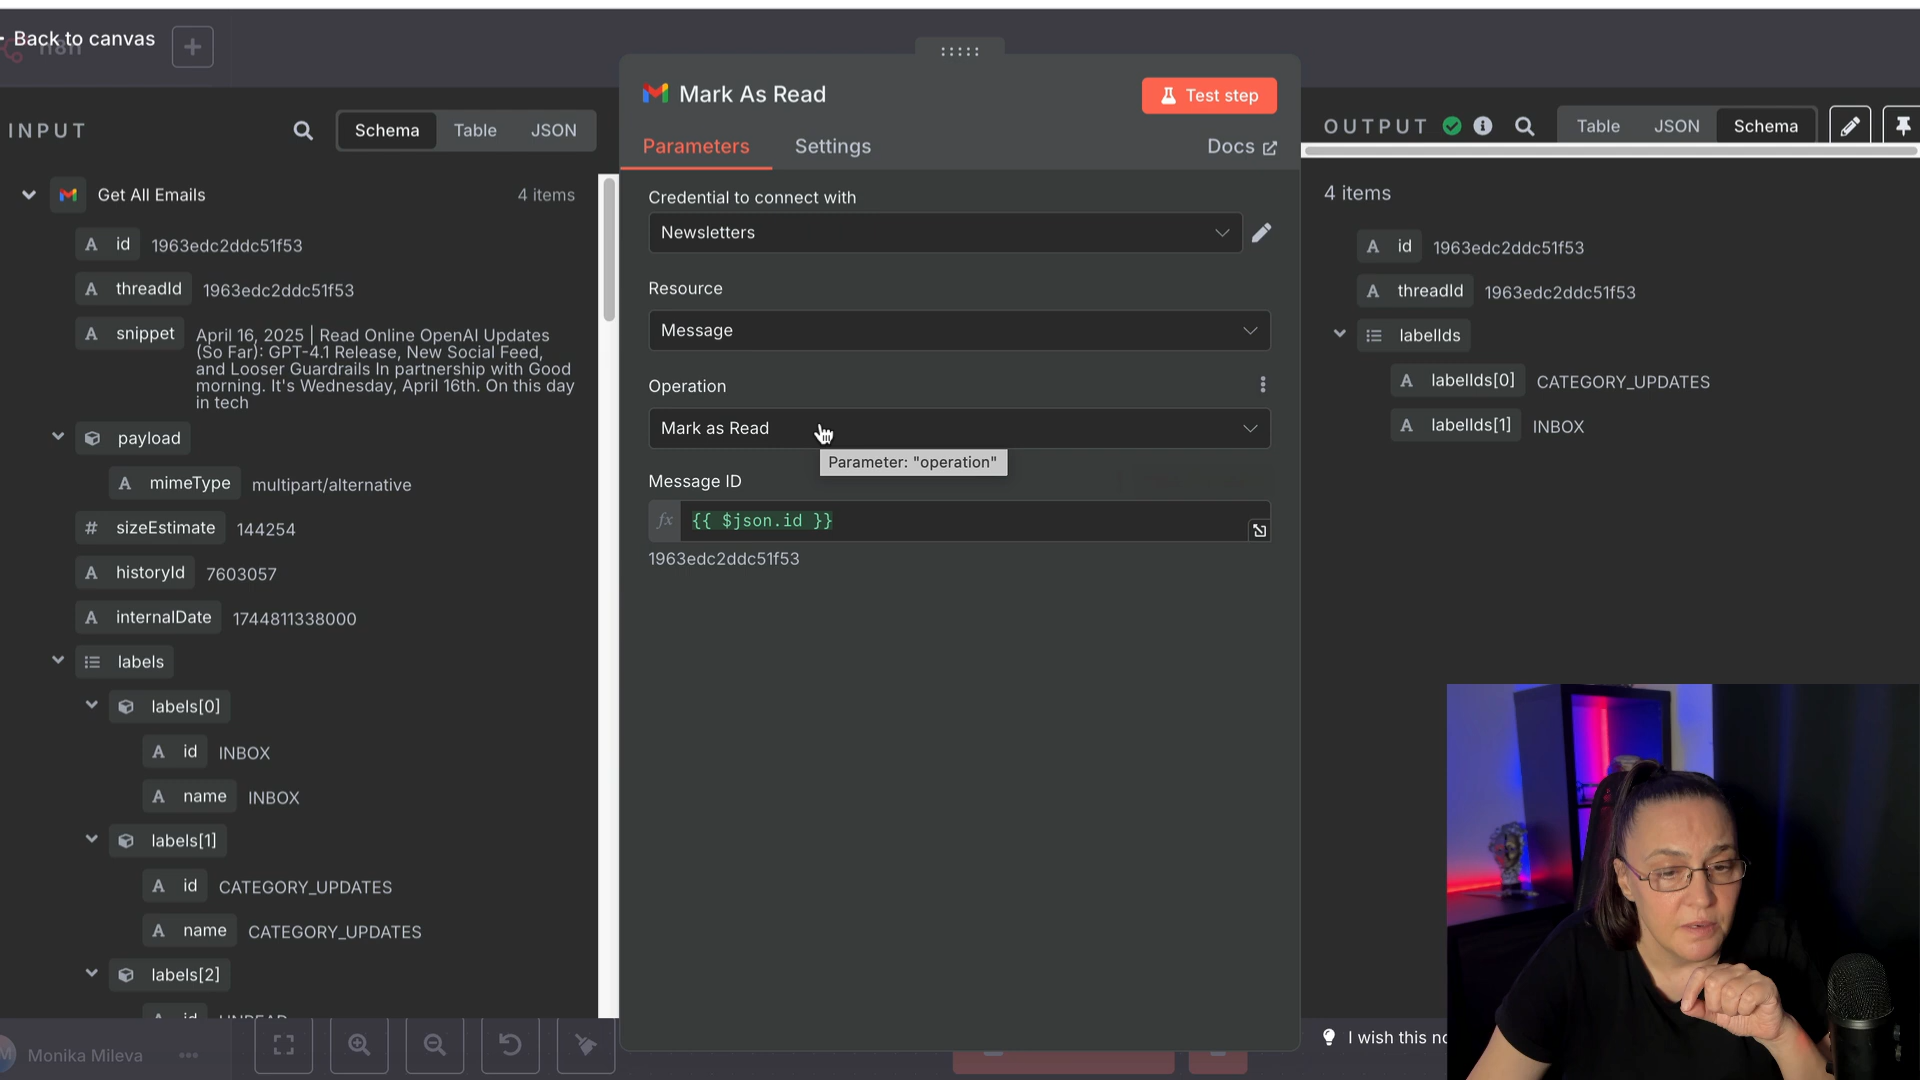 Back to canvas
n8n
INPUT
Schema
Table
JSON
Get All Emails
4 items
A id 1963edc2ddc51f53
A threadId 1963edc2ddc51f53
A snippet April 16, 2025 | Read Online OpenAI Updates
(So Far): GPT-4.1 Release, New Social Feed,
and Looser Guardrails In partnership with Good
morning. It's Wednesday, April 16th. On this day
in tech
payload
A mimeType multipart/alternative
# sizeEstimate 144254
A historyId 7603057
A internalDate 1744811338000
labels
labels[0]
A id INBOX
A name INBOX
labels[1]
A id CATEGORY_UPDATES
A name CATEGORY_UPDATES
labels[2]
A id UNREAD
Monika Mileva
Mark As Read
Test step
Parameters
Settings
Docs
Credential to connect with
Newsletters
Resource
Message
Operation
Mark as Read
Parameter: "operation"
Message ID
fx {{ $json.id }}
1963edc2ddc51f53
OUTPUT
Table
JSON
Schema
4 items
A id 1963edc2ddc51f53
A threadId 1963edc2ddc51f53
labelIds
A labelIds[0] CATEGORY_UPDATES
A labelIds[1] INBOX
I wish this